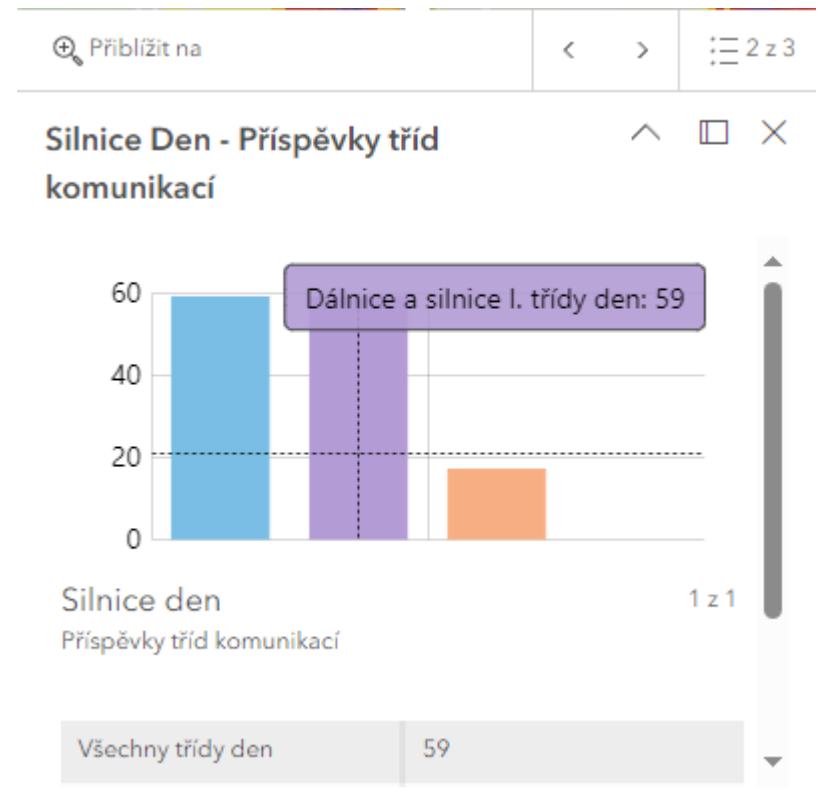 Přiblížit na
2 z 3
Silnice Den - Příspěvky tříd
komunikací
Dálnice a silnice I. třídy den: 59
60
40
20
0
Silnice den
1 z 1
Příspěvky tříd komunikací
Všechny třídy den
59